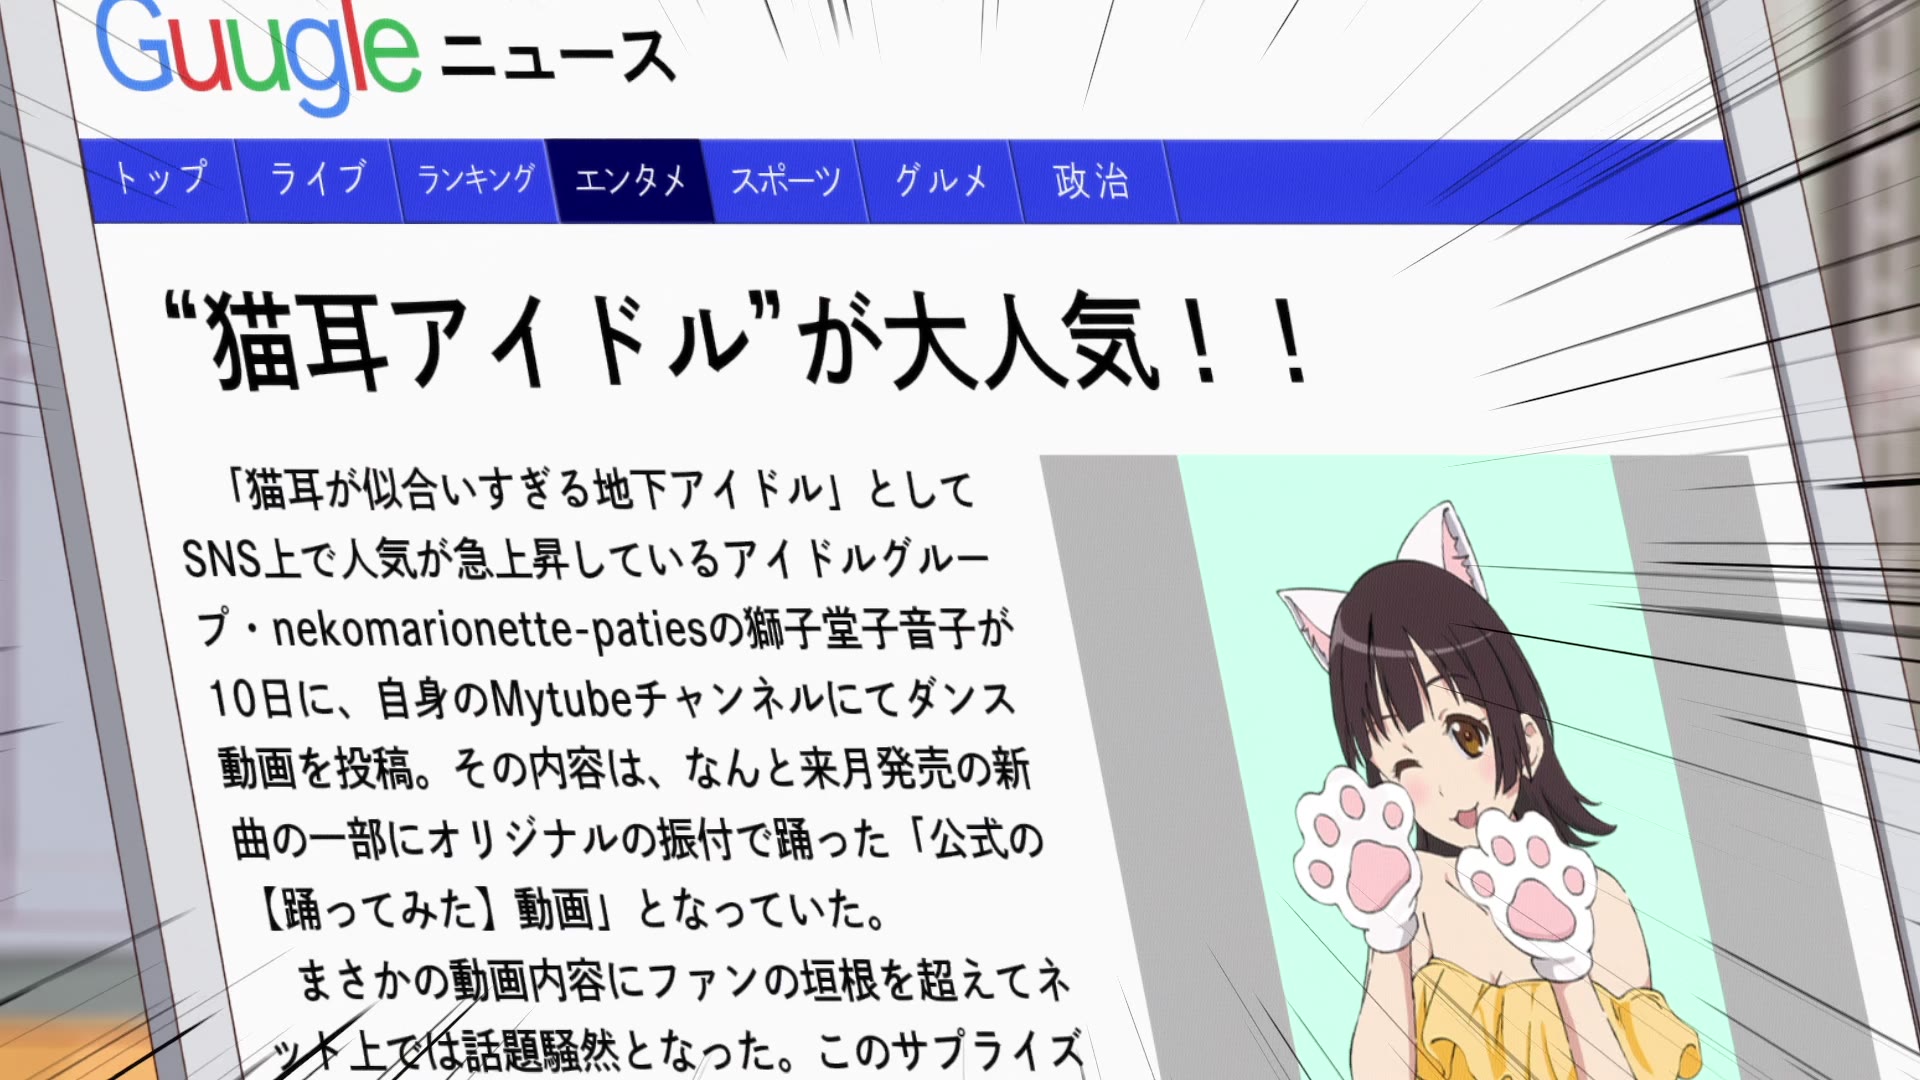 Guugle ニュース
トップ ライブ ランキング エンタメ スポーツ グルメ 政治
“猫耳アイドル”が大人気！！
「猫耳が似合いすぎる地下アイドル」として
SNS上で人気が急上昇しているアイドルグルー
プ・nekomarionette-patiesの獅子堂子音子が
10日に、自身のMytubeチャンネルにてダンス
動画を投稿。その内容は、なんと来月発売の新
曲の一部にオリジナルの振付で踊った「公式の
【踊ってみた】動画」となっていた。
まさかの動画内容にファンの垣根を超えてネ
ット上では話題騒然となった。このサプライズ